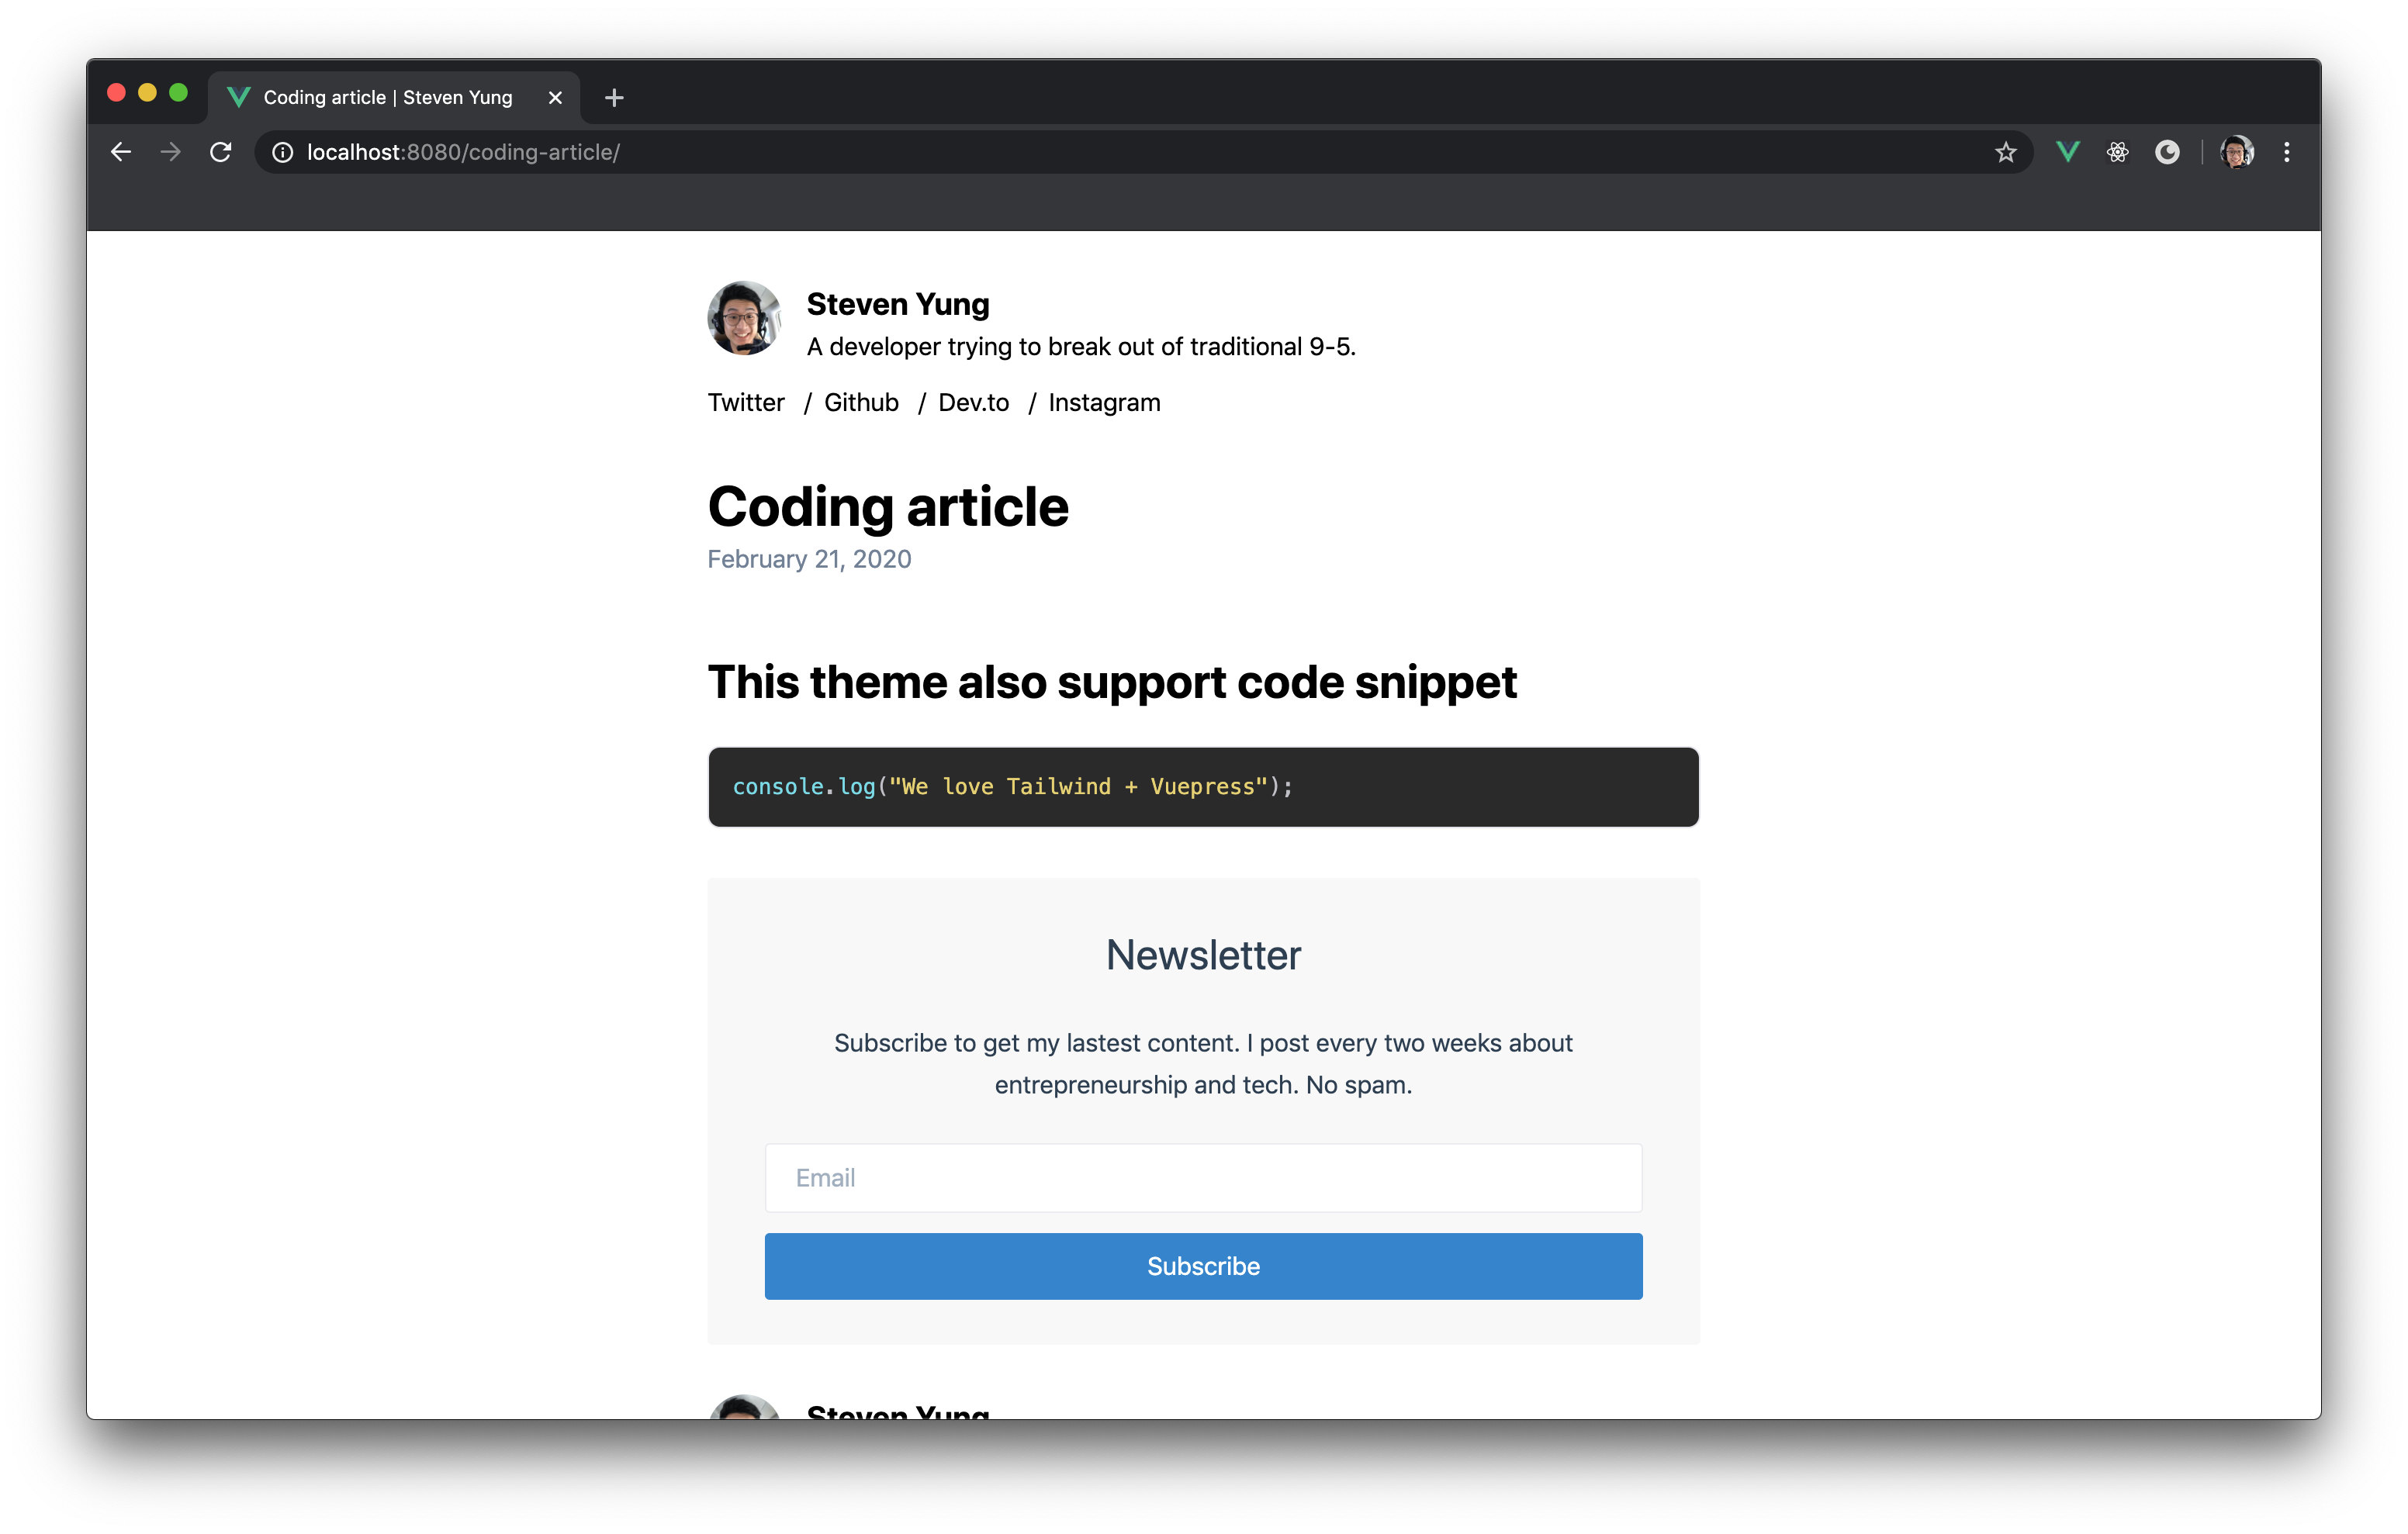 Coding article | Steven Yung
localhost:8080/coding-article/
Steven Yung
A developer trying to break out of traditional 9-5.
Twitter / Github / Dev.to / Instagram
Coding article
February 21, 2020
This theme also support code snippet
console.log("We love Tailwind + Vuepress");
Newsletter
Subscribe to get my lastest content. I post every two weeks about
entrepreneurship and tech. No spam.
Email
Subscribe
Steven Yung